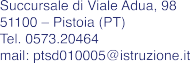 Succursale di Viale Adua, 98
51100 – Pistoia (PT)
Tel. 0573.20464
mail: ptsd010005@istruzione.it